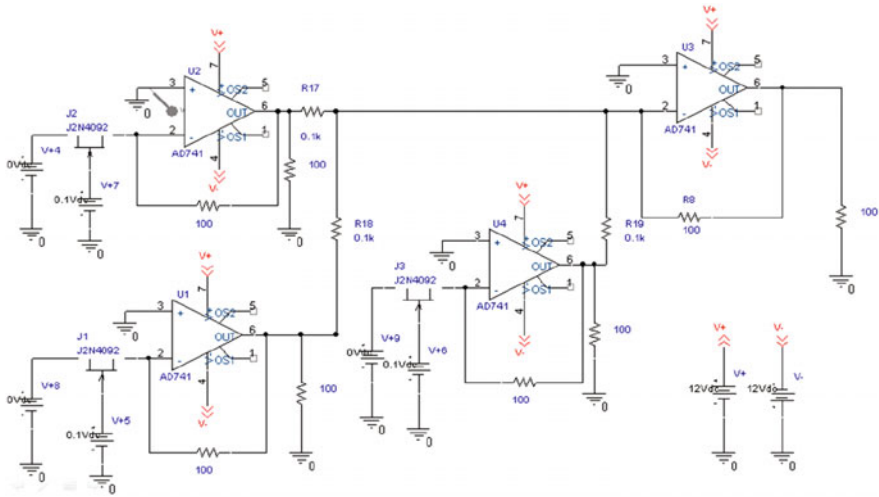 V+
U2
7
3
+
OS2
5
0
OUT
6
R17
0.1k
J2
J2N4092
2
-
OS1
1
AD741
4
V-
V+4
0Vdc
V+7
0.1Vdc
100
100
0
0
0
V+
U3
7
3
+
OS2
5
0
OUT
6
2
-
OS1
1
AD741
4
V-
R8
100
100
0
R18
0.1k
R19
0.1k
V+
U4
7
3
+
OS2
5
0
OUT
6
J3
J2N4092
2
-
OS1
1
AD741
4
V-
V+9
0Vdc
V+6
0.1Vdc
100
100
0
0
0
V+
U1
7
3
+
OS2
5
0
OUT
6
J1
J2N4092
2
-
OS1
1
AD741
4
V-
V+8
0Vdc
V+5
0.1Vdc
100
100
0
0
0
V+
V-
V+
12Vdc
V-
12Vdc
0
0